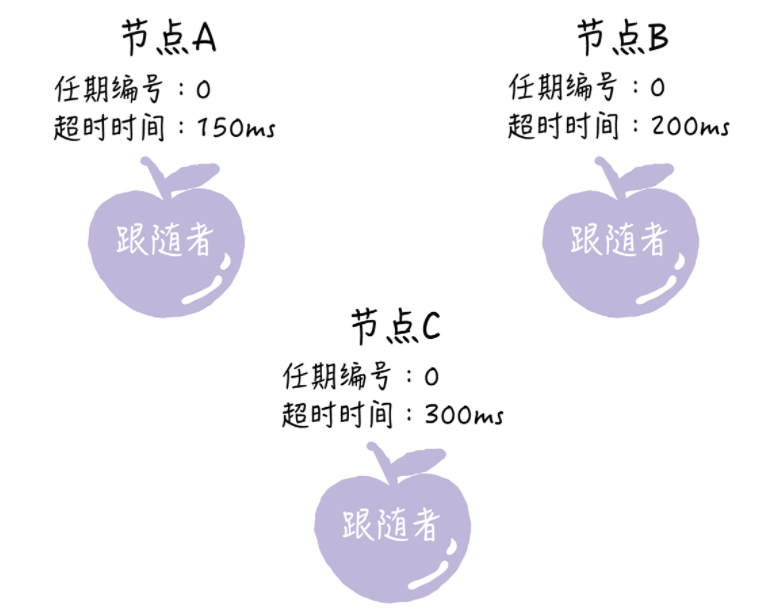 节点A
任期编号：0
超时时间：150ms
跟随者
节点B
任期编号：0
超时时间：200ms
跟随者
节点C
任期编号：0
超时时间：300ms
跟随者